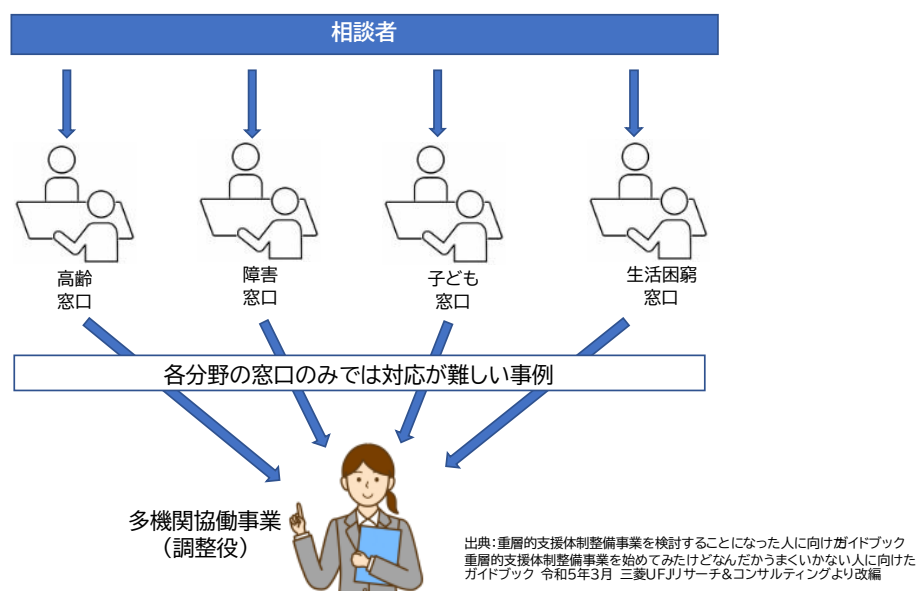 相談者
高齢
窓口
障害
窓口
子ども
窓口
生活困窮
窓口
各分野の窓口のみでは対応が難しい事例
多機関協働事業
（調整役）
出典：重層的支援体制整備事業を検討することになった人に向けたガイドブック
重層的支援体制整備事業を始めてみたけどなんだかうまくいかない人に向けた
ガイドブック 令和5年3月 三菱UFJリサーチ&コンサルティングより改編